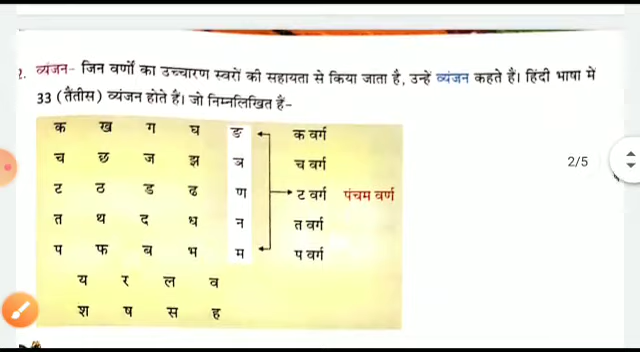 2. व्यंजन- जिन वर्णों का उच्चारण स्वरों की सहायता से किया जाता है, उन्हें व्यंजन कहते हैं। हिंदी भाषा में
33 (तैंतीस) व्यंजन होते हैं। जो निम्नलिखित हैं-
क ख ग घ ङ क वर्ग
च छ ज झ ञ च वर्ग
ट ठ ड ढ ण ट वर्ग पंचम वर्ण
त थ द ध न त वर्ग
प फ ब भ म प वर्ग
य र ल व
श ष स ह
2/5